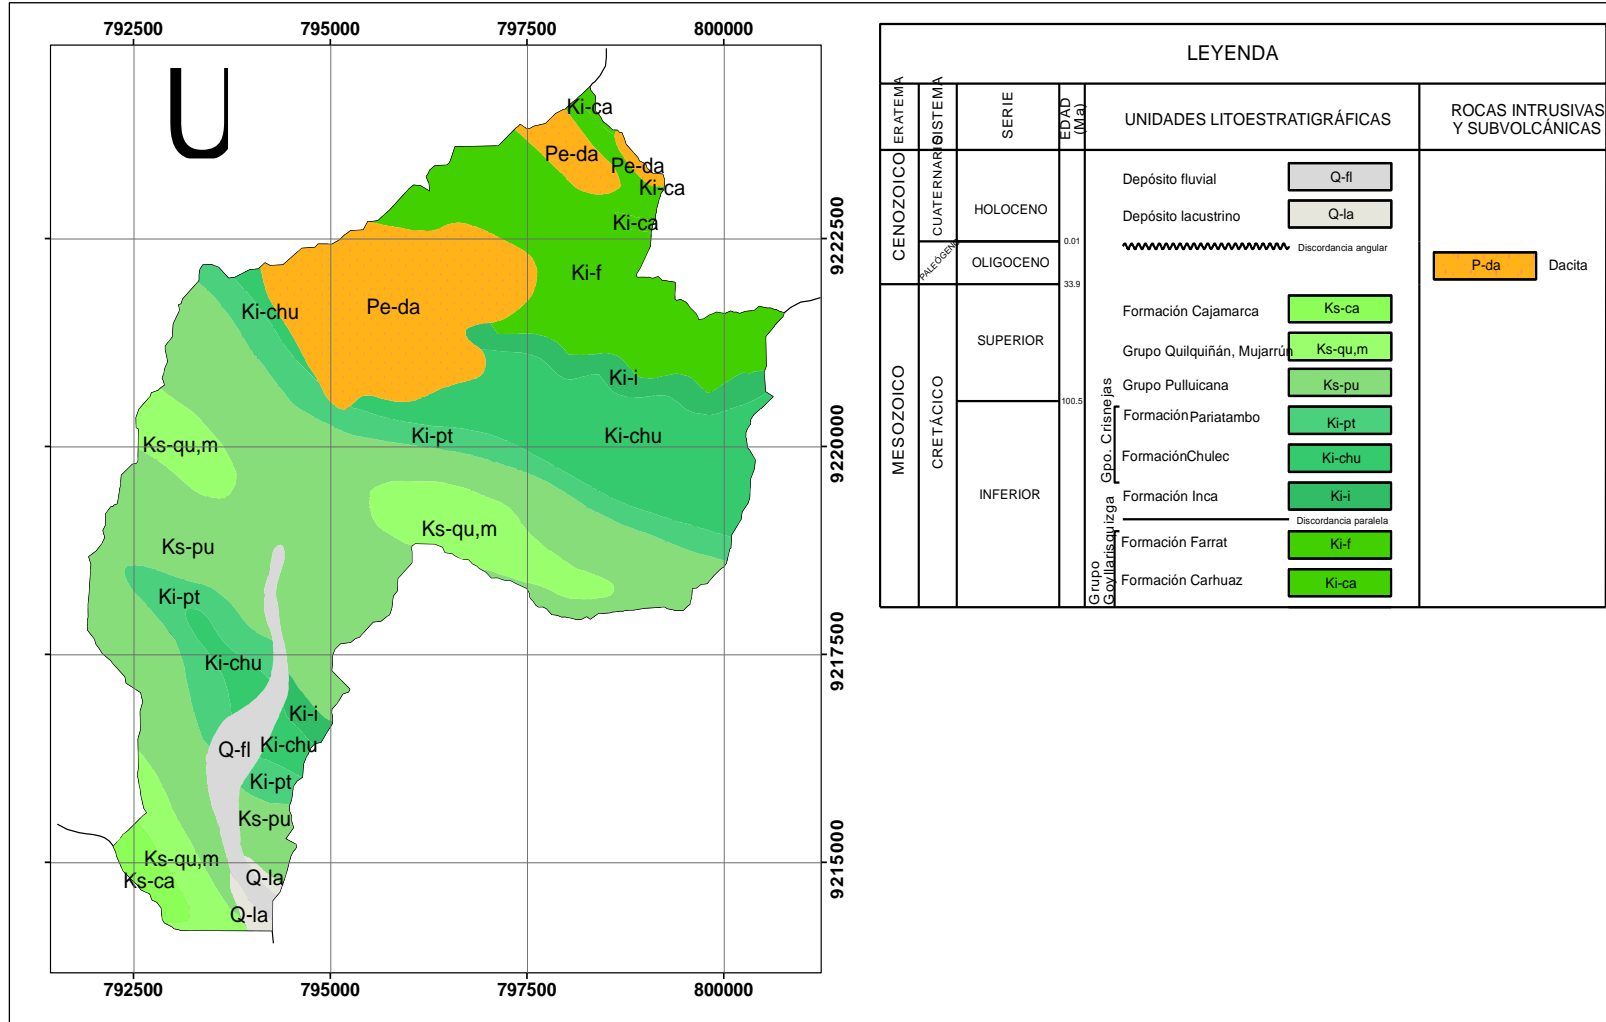 792500 795000 797500 800000
U
Ki-ca
Pe-da
Pe-da
Ki-ca
Ki-ca
Ki-f
Ki-chu
Pe-da
Ki-i
Ki-pt
Ki-chu
Ks-qu,m
Ks-qu,m
Ks-pu
Ki-pt
Ki-chu
Ki-i
Q-fl
Ki-chu
Ki-pt
Ks-pu
Ks-qu,m
Ks-ca
Q-la
Q-la
9222500
9220000
9217500
9215000
792500 795000 797500 800000
LEYENDA
ERATEMA
SISTEMA
SERIE
EDAD
(Ma)
UNIDADES LITOESTRATIGRÁFICAS
ROCAS INTRUSIVAS
Y SUBVOLCÁNICAS
CENOZOICO
CUATERNARIO
HOLOCENO
Depósito fluvial Q-fl
Depósito lacustrino Q-la
0.01
Discordancia angular
PALEÓGENO
OLIGOCENO
P-da Dacita
33.9
MESOZOICO
CRETÁCICO
SUPERIOR
Formación Cajamarca Ks-ca
Grupo Quilquiñán, Mujarrún Ks-qu,m
Grupo Pulluicana Ks-pu
100.5
INFERIOR
Gpo. Crisnejas
Formación Pariatambo Ki-pt
Formación Chulec Ki-chu
Formación Inca Ki-i
Discordancia paralela
Grupo
Goyllarisquizga
Formación Farrat Ki-f
Formación Carhuaz Ki-ca